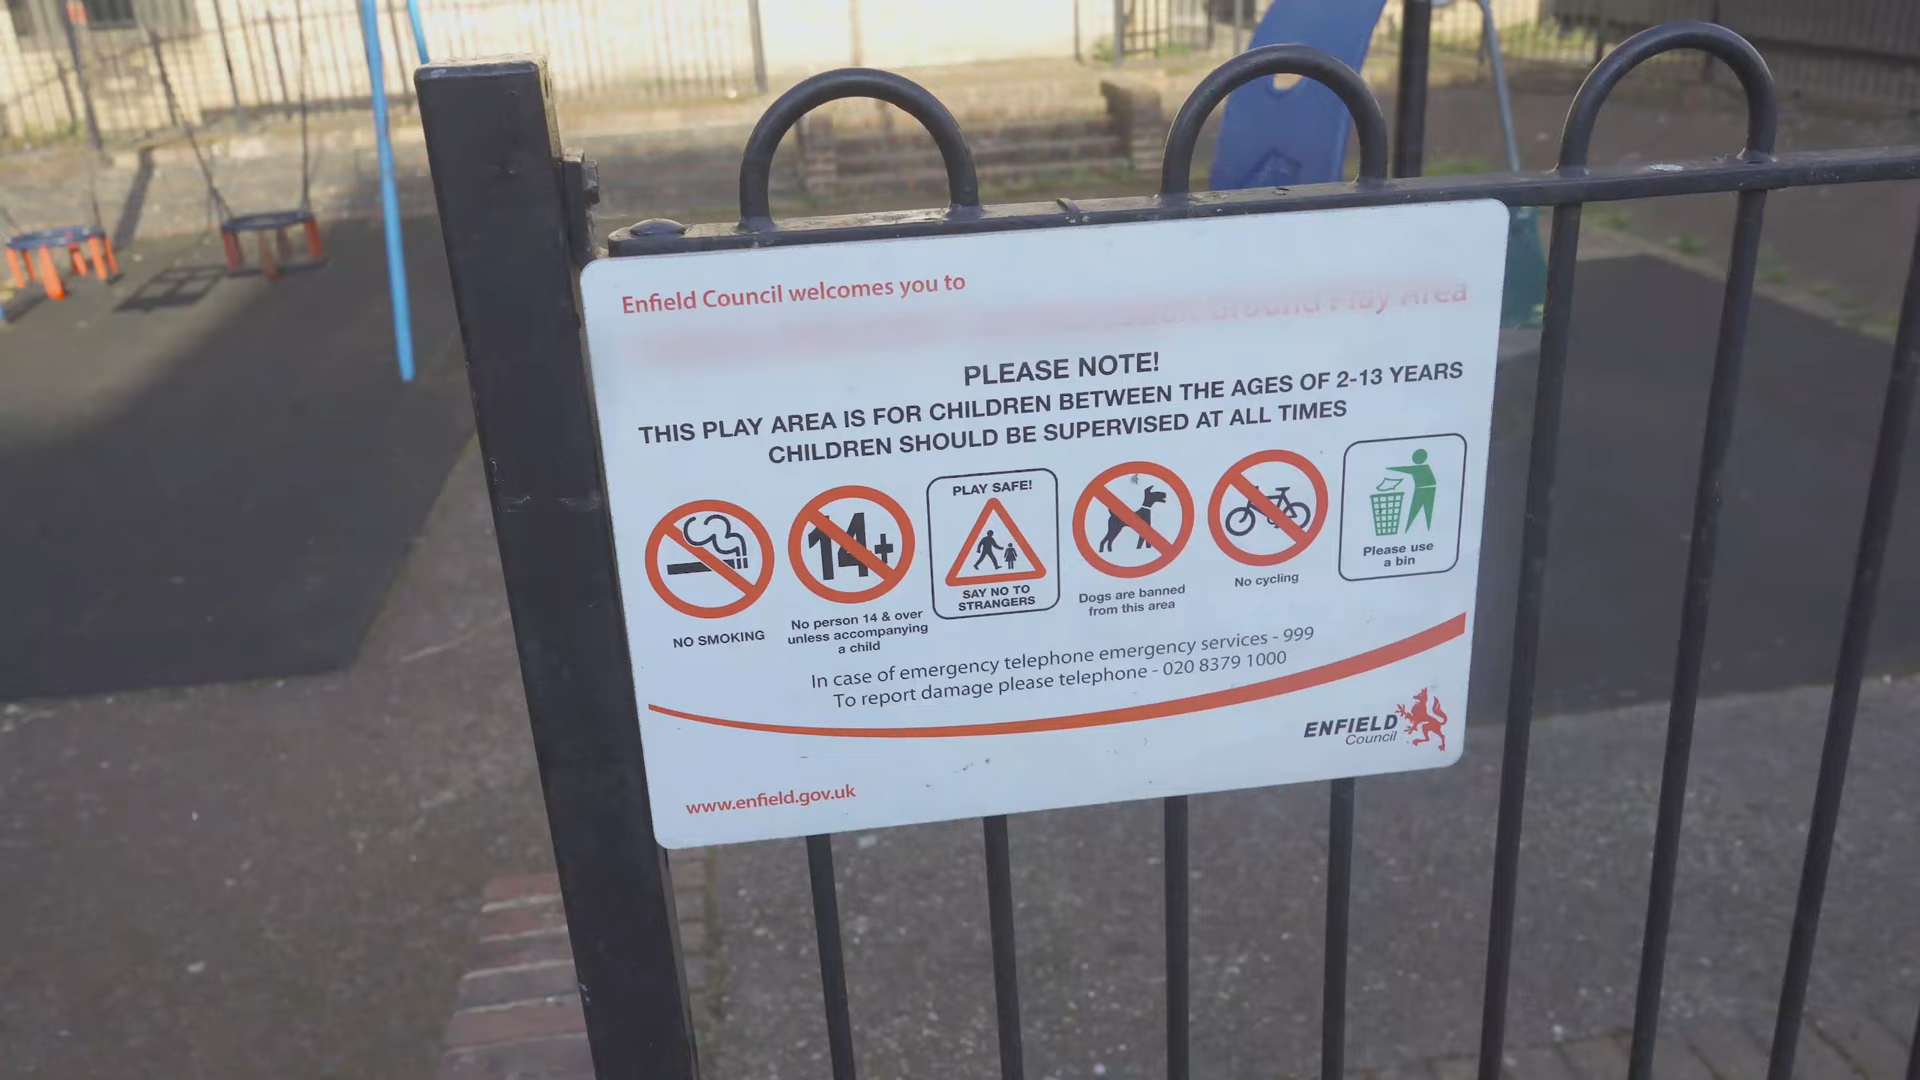 Enfield Council welcomes you to
Ground Play Area
PLEASE NOTE!
THIS PLAY AREA IS FOR CHILDREN BETWEEN THE AGES OF 2-13 YEARS
CHILDREN SHOULD BE SUPERVISED AT ALL TIMES
NO SMOKING
14+
No person 14 & over
unless accompanying
a child
PLAY SAFE!
SAY NO TO
STRANGERS
Dogs are banned
from this area
No cycling
Please use
a bin
In case of emergency telephone emergency services - 999
To report damage please telephone - 020 8379 1000
ENFIELD
Council
www.enfield.gov.uk